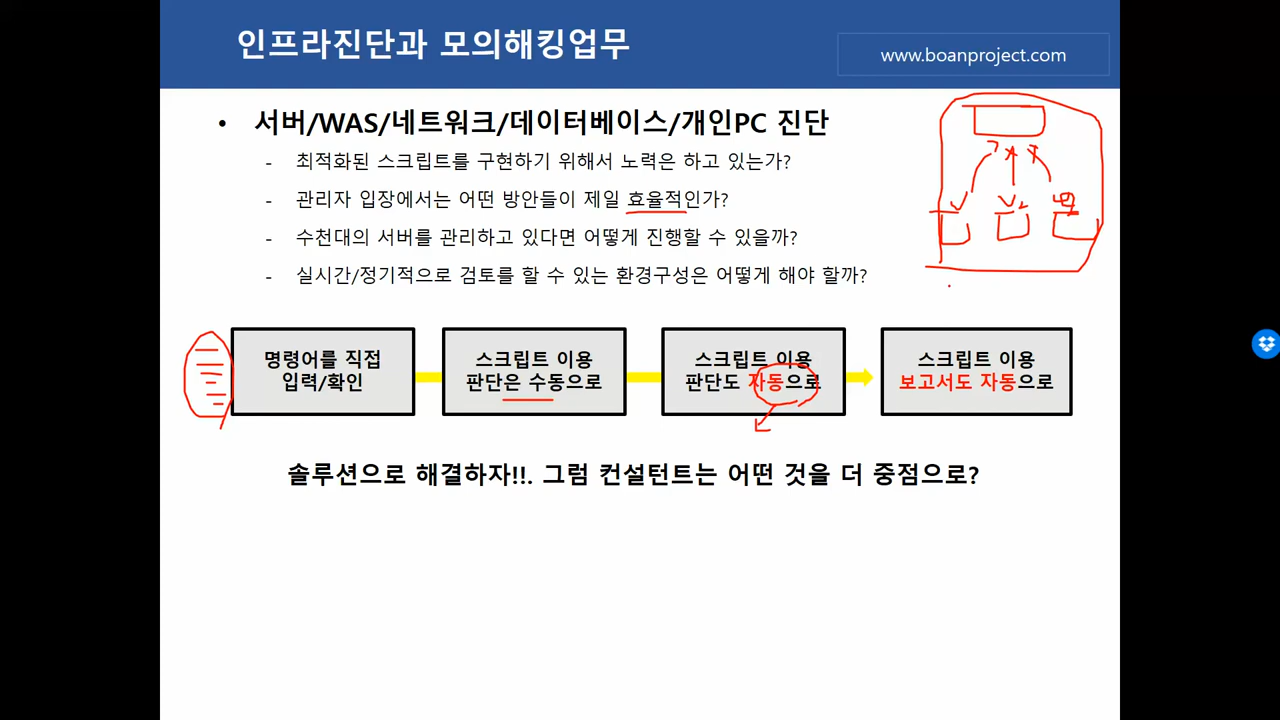 인프라진단과 모의해킹업무
www.boanproject.com
• 서버/WAS/네트워크/데이터베이스/개인PC 진단
- 최적화된 스크립트를 구현하기 위해서 노력은 하고 있는가?
- 관리자 입장에서는 어떤 방안들이 제일 효율적인가?
- 수천대의 서버를 관리하고 있다면 어떻게 진행할 수 있을까?
- 실시간/정기적으로 검토를 할 수 있는 환경구성은 어떻게 해야 할까?
명령어를 직접
입력/확인
스크립트 이용
판단은 수동으로
스크립트 이용
판단도 자동으로
스크립트 이용
보고서도 자동으로
솔루션으로 해결하자!!. 그럼 컨설턴트는 어떤 것을 더 중점으로?